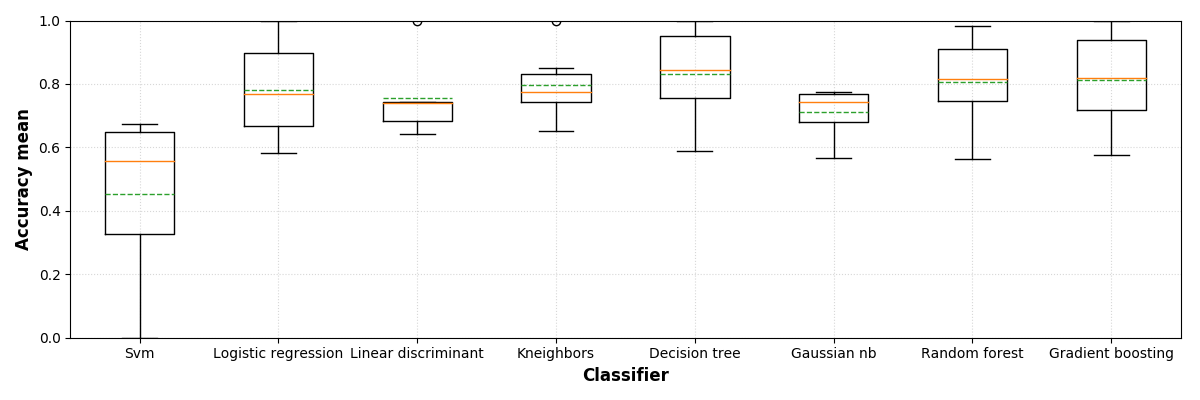 1.0
0.8
0.6
0.4
0.2
0.0
Accuracy mean
Svm Logistic regression Linear discriminant Kneighbors Decision tree Gaussian nb Random forest Gradient boosting
Classifier